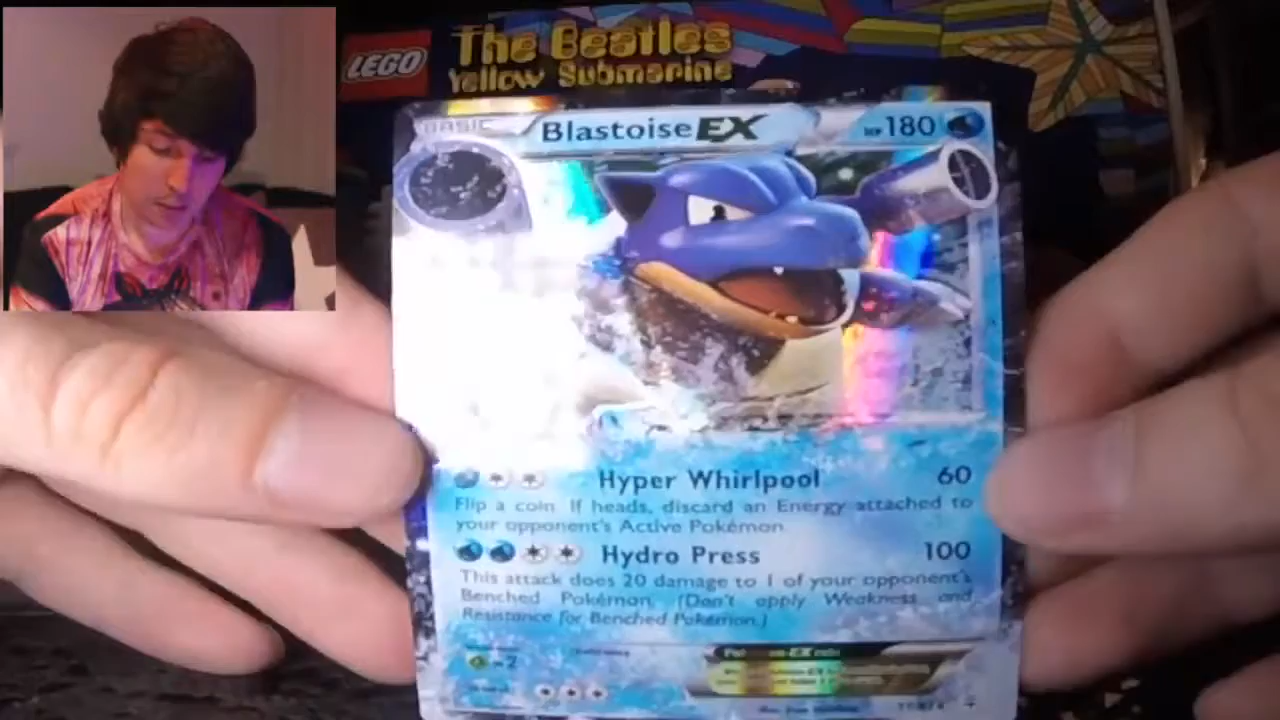 LEGO
The Beatles
Yellow Submarine
BASIC
Blastoise EX
HP 180
Hyper Whirlpool 60
Flip a coin. If heads, discard an Energy attached to
your opponent's Active Pokémon.
Hydro Press 100
This attack does 20 damage to 1 of your opponent's
Benched Pokémon. (Don't apply Weakness and
Resistance for Benched Pokémon.)
×2